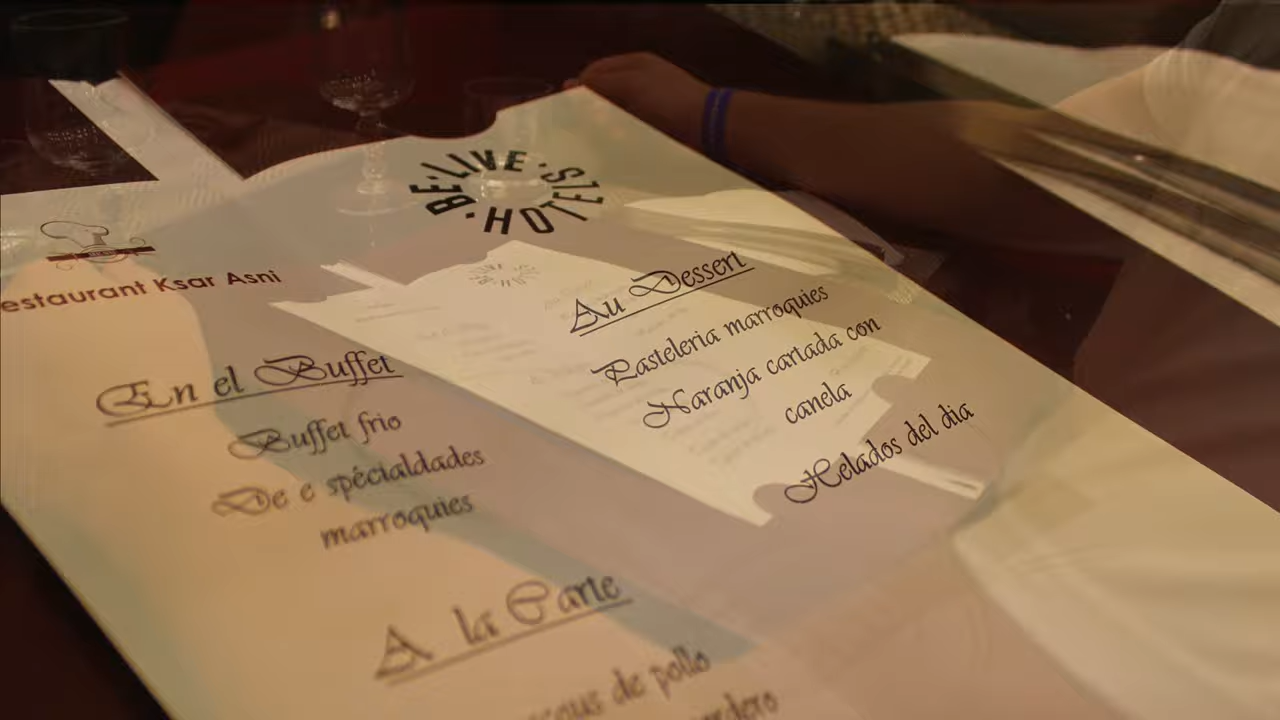 BE·LIVE·
HOTELS·
estaurant Ksar Asni
En el Buffet
Buffet frio
De e spécialdades
marroquies
A la Carte
de pollo
Au Dessert
Pasteleria marroquies
Naranja cartada con
canela
Helados del dia